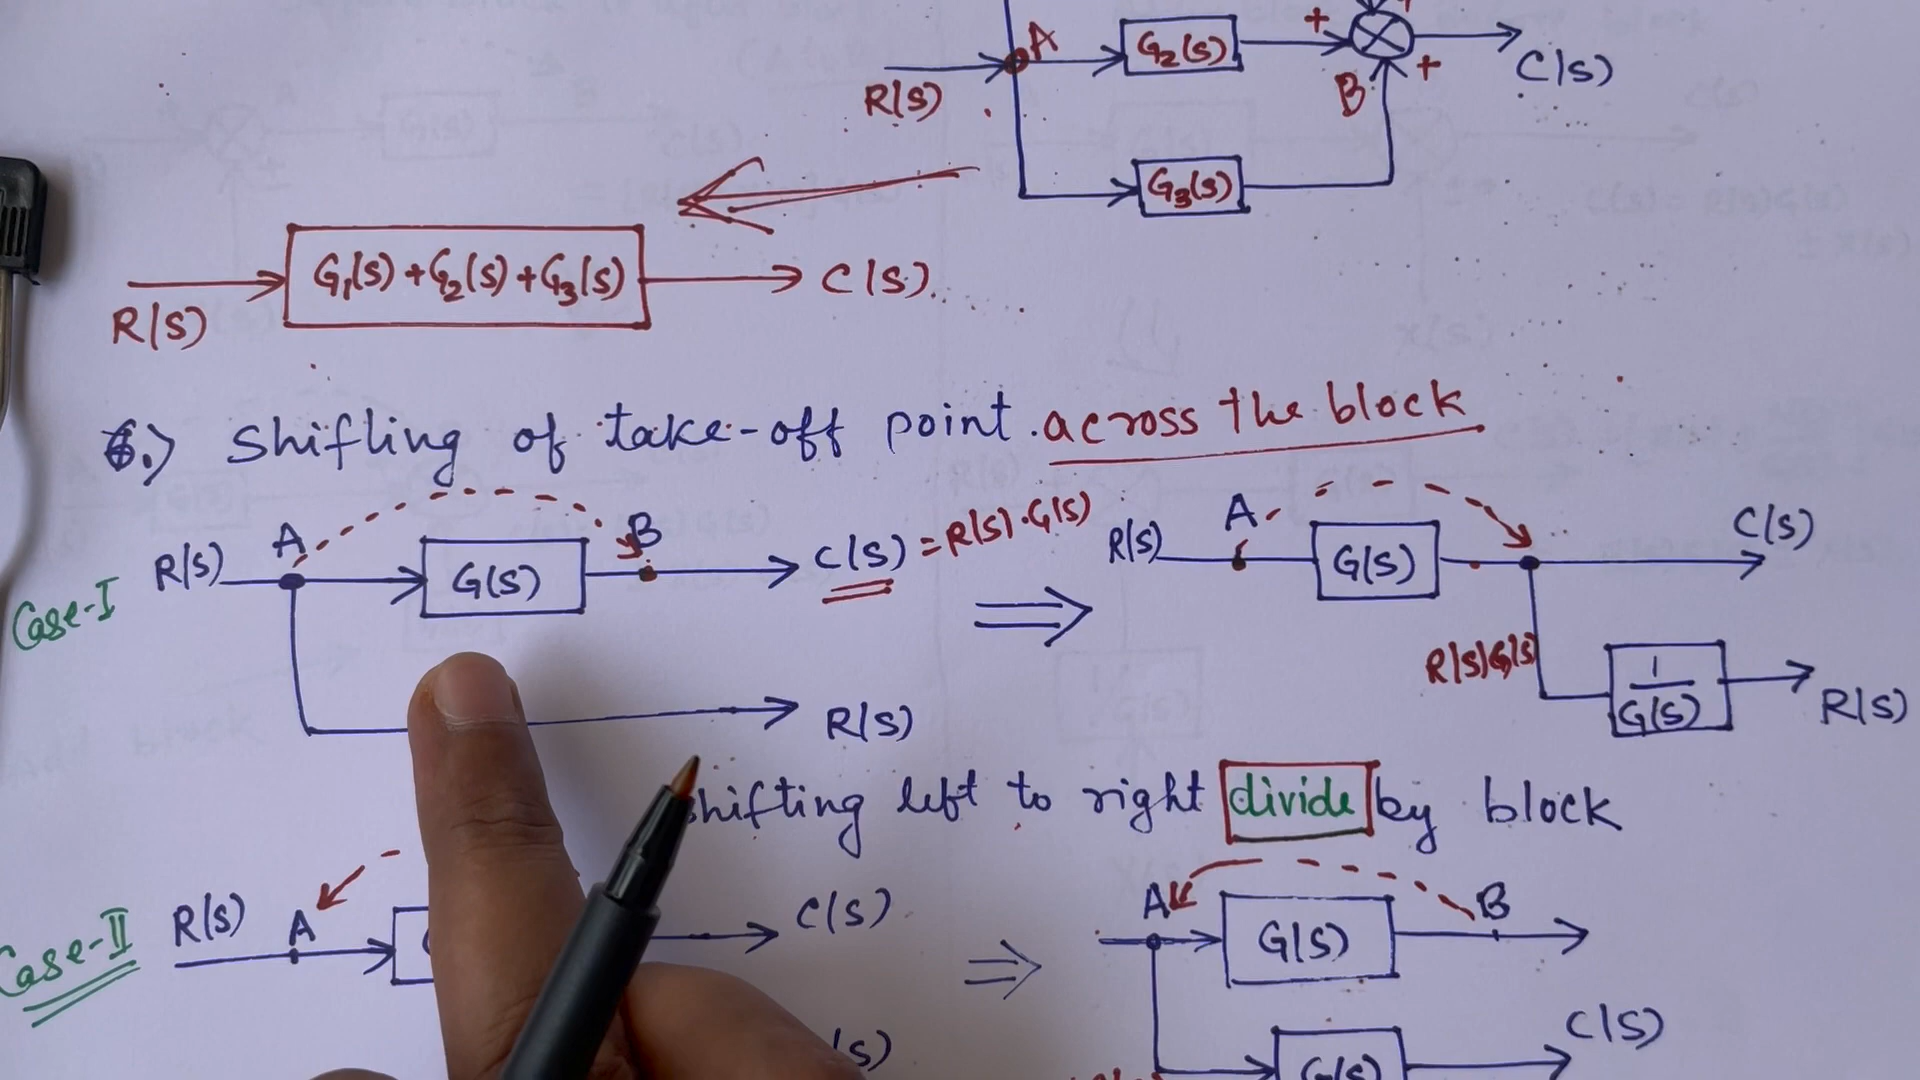 A
G2(S)
+
+
B
C(S)
R(S)
G3(S)
G1(S)+G2(S)+G3(S)
R(S)
C(S)
6.) Shifting of take-off point across the block
Case-I
R(S) A G(S) B C(S) = R(S).G(S)
R(S)
R(S) A G(S) C(S)
R(S)G(S)
1
G(S)
R(S)
shifting left to right divide by block
Case-II
R(S) A C(S)
A G(S) B
C(S)
G(S)